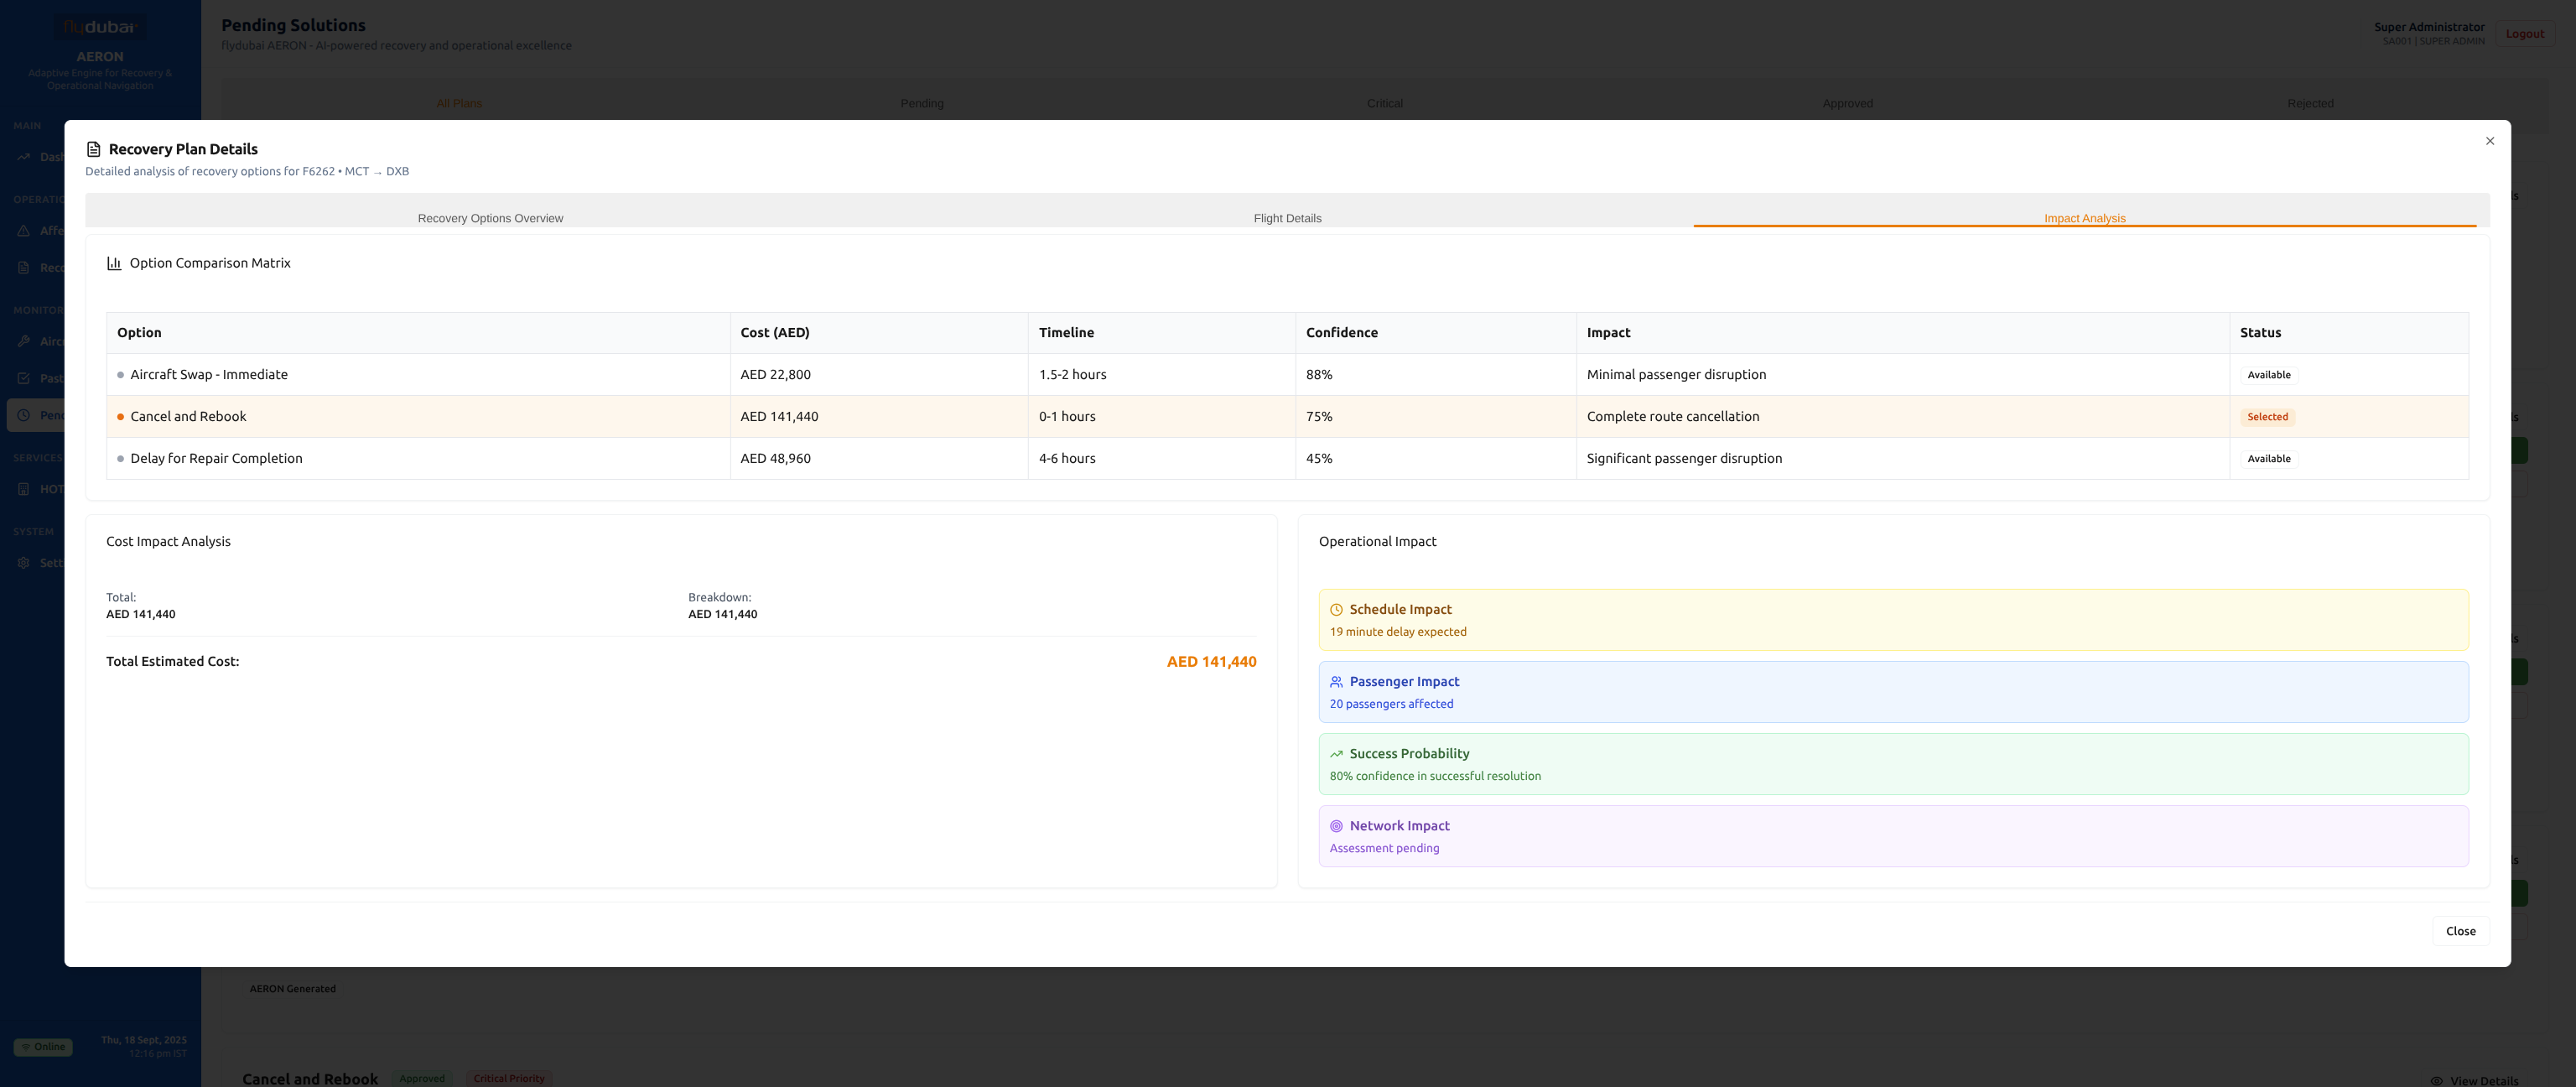 flydubai
AERON
Adaptive Engine for Recovery &
Operational Navigation
Pending Solutions
flydubai AERON - AI-powered recovery and operational excellence
Super Administrator
SA001 | SUPER ADMIN
Logout
All Plans
Pending
Critical
Approved
Rejected
MAIN
Dash
OPERATIO
Affe
Reco
MONITOR
Airc
Past
Pend
SERVICES
HOT
SYSTEM
Setti
Recovery Plan Details
Detailed analysis of recovery options for F6262 • MCT → DXB
Recovery Options Overview
Flight Details
Impact Analysis
Option Comparison Matrix
Option Cost (AED) Timeline Confidence Impact Status
Aircraft Swap - Immediate AED 22,800 1.5-2 hours 88% Minimal passenger disruption Available
Cancel and Rebook AED 141,440 0-1 hours 75% Complete route cancellation Selected
Delay for Repair Completion AED 48,960 4-6 hours 45% Significant passenger disruption Available
Cost Impact Analysis
Total:
AED 141,440
Breakdown:
AED 141,440
Total Estimated Cost:
AED 141,440
Operational Impact
Schedule Impact
19 minute delay expected
Passenger Impact
20 passengers affected
Success Probability
80% confidence in successful resolution
Network Impact
Assessment pending
Close
AERON Generated
Online
Thu, 18 Sept, 2025
12:16 pm IST
Cancel and Rebook
Approved
Critical Priority
View Details